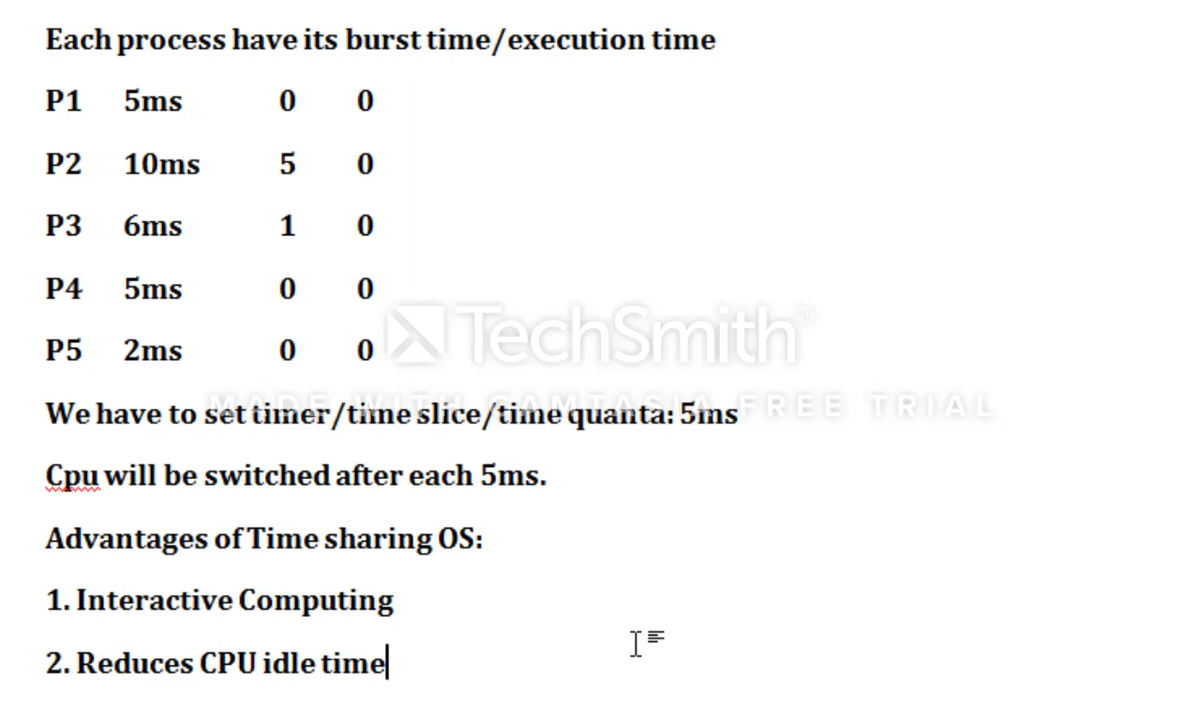 Each process have its burst time/execution time
P1 5ms 0 0
P2 10ms 5 0
P3 6ms 1 0
P4 5ms 0 0
P5 2ms 0 0
TechSmith®
MADE WITH CAMTASIA FREE TRIAL
We have to set timer/time slice/time quanta: 5ms
Cpu will be switched after each 5ms.
Advantages of Time sharing OS:
1. Interactive Computing
2. Reduces CPU idle time